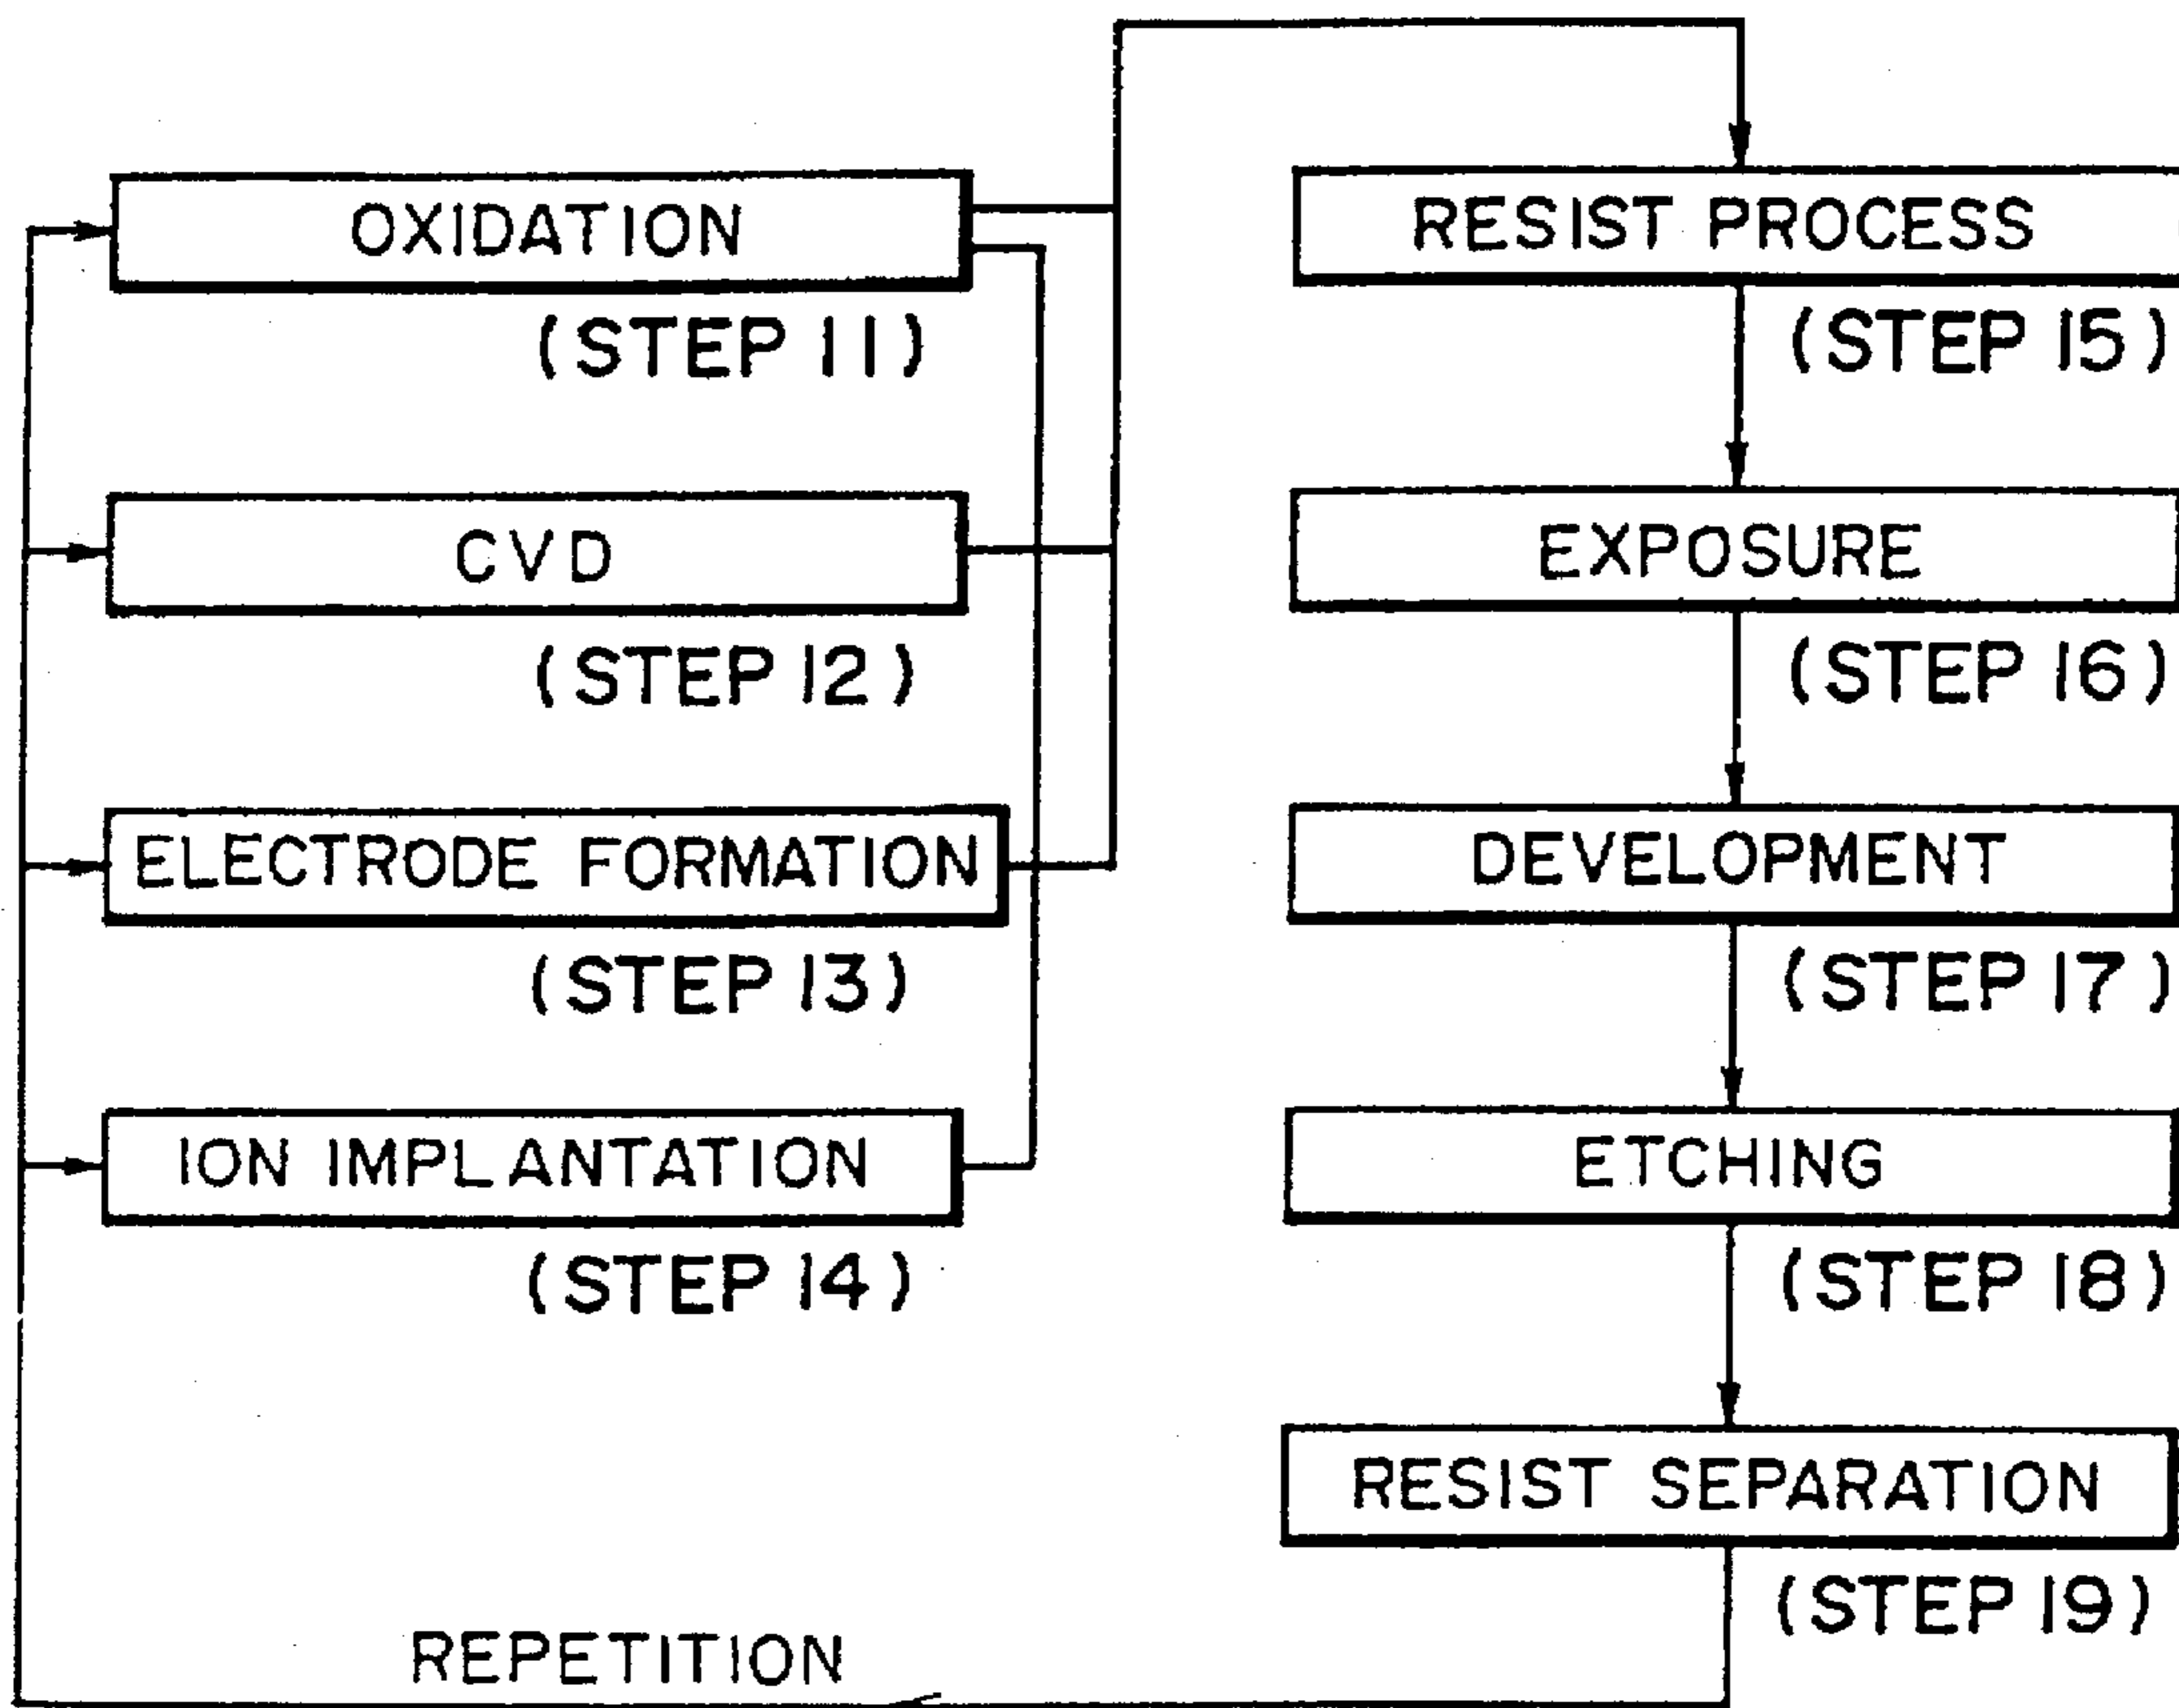 OXIDATION
(STEP 11)
CVD
(STEP 12)
ELECTRODE FORMATION
(STEP 13)
ION IMPLANTATION
(STEP 14)
REPETITION
RESIST PROCESS
(STEP 15)
EXPOSURE
(STEP 16)
DEVELOPMENT
(STEP 17)
ETCHING
(STEP 18)
RESIST SEPARATION
(STEP 19)